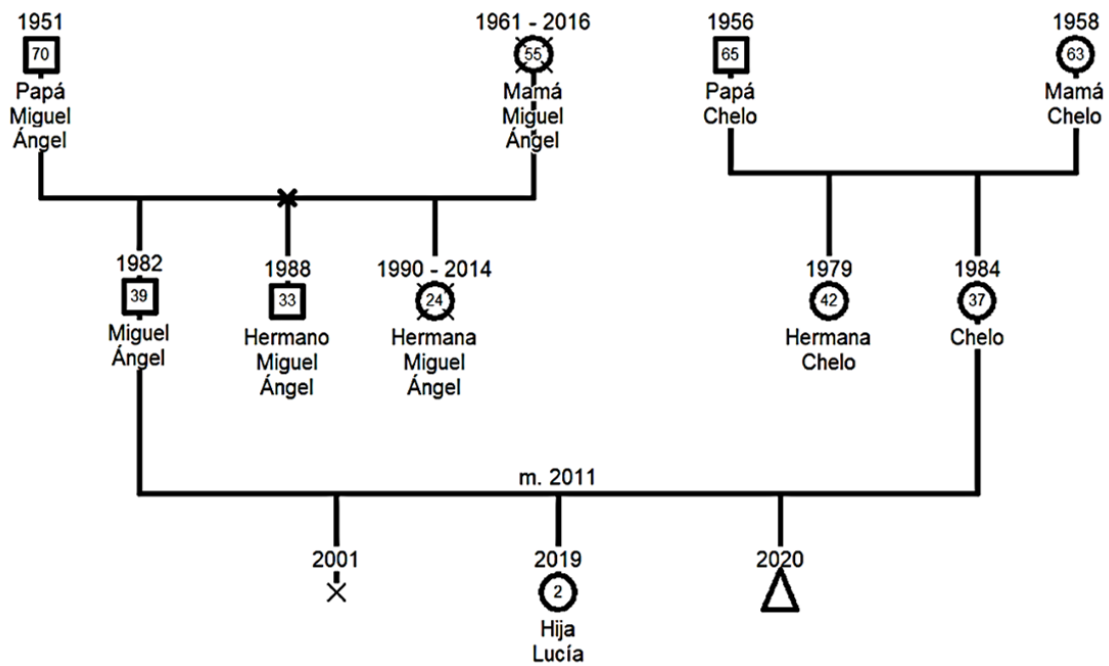 1951
1961 - 2016
1956
1958
70
55
65
63
Papá
Miguel
Ángel
Mamá
Miguel
Ángel
Papá
Chelo
Mamá
Chelo
1982
1988
1990 - 2014
1979
1984
39
33
24
42
37
Miguel
Ángel
Hermano
Miguel
Ángel
Hermana
Miguel
Ángel
Hermana
Chelo
Chelo
m. 2011
2001
2019
2020
2
Hija
Lucía